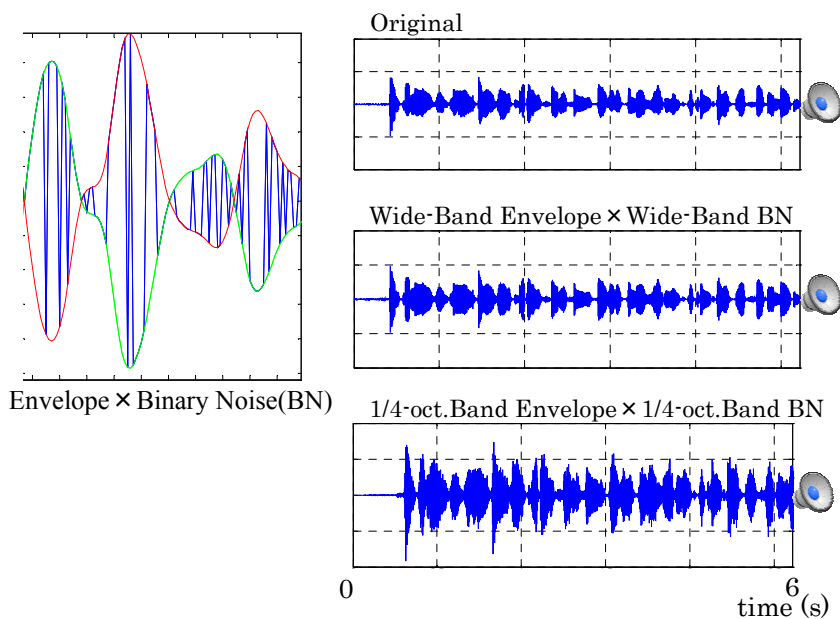 Original
Wide-Band Envelope×Wide-Band BN
Envelope×Binary Noise(BN)
1/4-oct.Band Envelope×1/4-oct.Band BN
0
6
time (s)